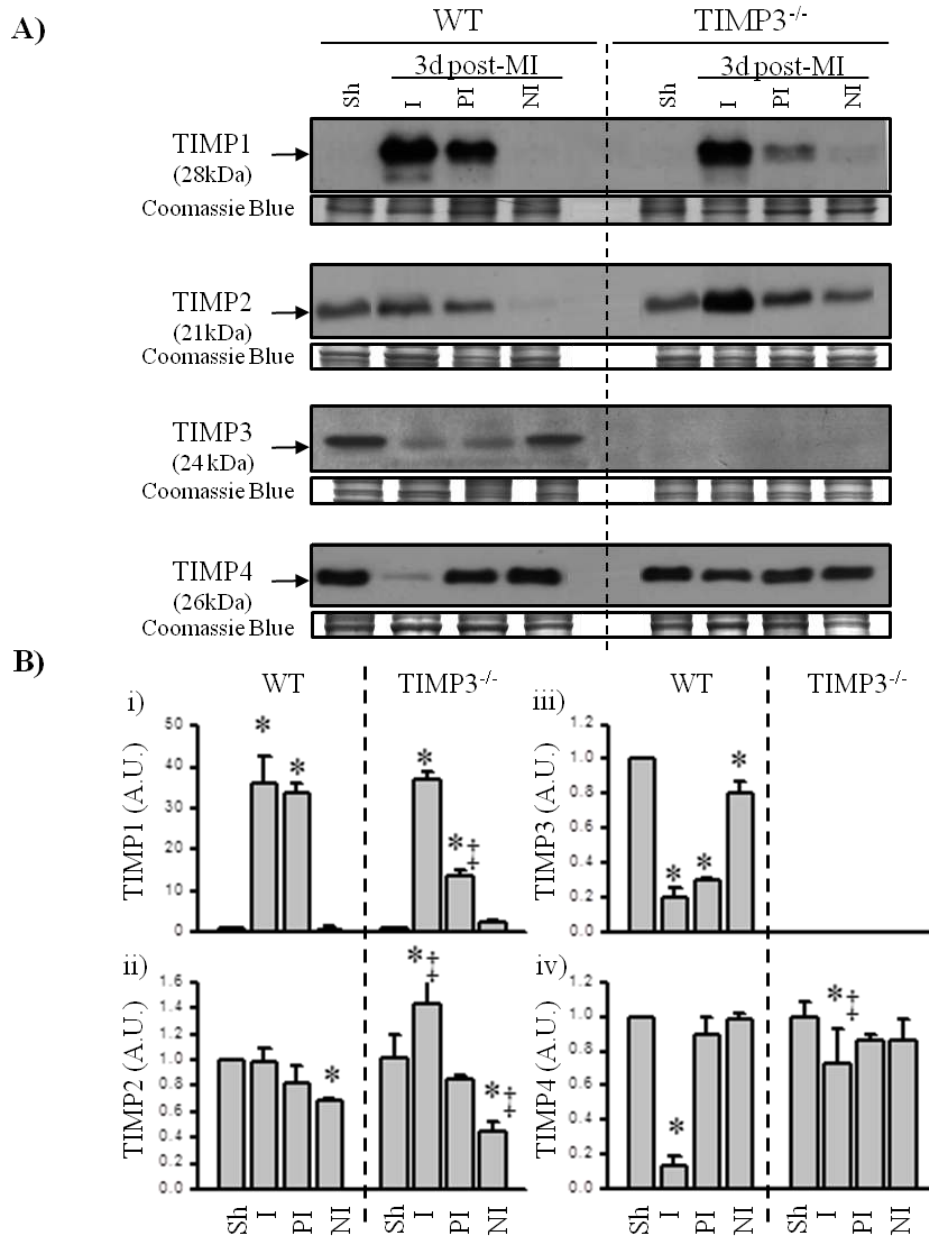 A)
WT
TIMP3-/-
3d post-MI
3d post-MI
Sh
I
PI
NI
Sh
I
PI
NI
TIMP1
(28kDa)
Coomassie Blue
TIMP2
(21kDa)
Coomassie Blue
TIMP3
(24 kDa)
Coomassie Blue
TIMP4
(26kDa)
Coomassie Blue
B)
WT
TIMP3-/-
WT
TIMP3-/-
i)
TIMP1 (A.U.)
50
40
30
20
10
0
*
*
*
*‡
iii)
TIMP3 (A.U.)
1.2
1.0
0.8
0.6
0.4
0.2
0.0
*
*
*
ii)
TIMP2 (A.U.)
1.6
1.4
1.2
1.0
0.8
0.6
0.4
0.2
0.0
*
*‡
*‡
iv)
TIMP4 (A.U.)
1.2
1.0
0.8
0.6
0.4
0.2
0.0
*
*‡
Sh
I
PI
NI
Sh
I
PI
NI
Sh
I
PI
NI
Sh
I
PI
NI